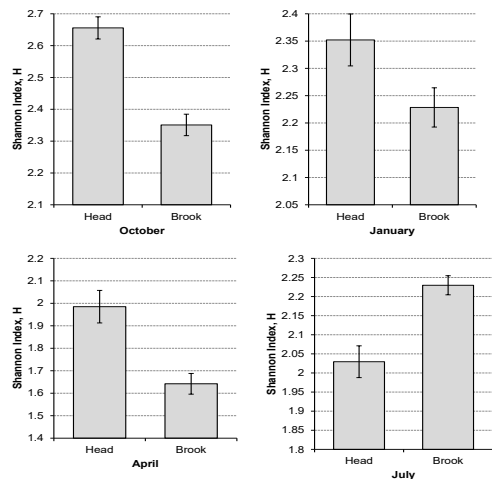 Shannon Index, H
2.7
2.6
2.5
2.4
2.3
2.2
2.1
Head Brook
October
Shannon Index, H
2.4
2.35
2.3
2.25
2.2
2.15
2.1
2.05
Head Brook
January
Shannon Index, H
2.2
2.1
2
1.9
1.8
1.7
1.6
1.5
1.4
Head Brook
April
Shannon Index, H
2.3
2.25
2.2
2.15
2.1
2.05
2
1.95
1.9
1.85
1.8
Head Brook
July